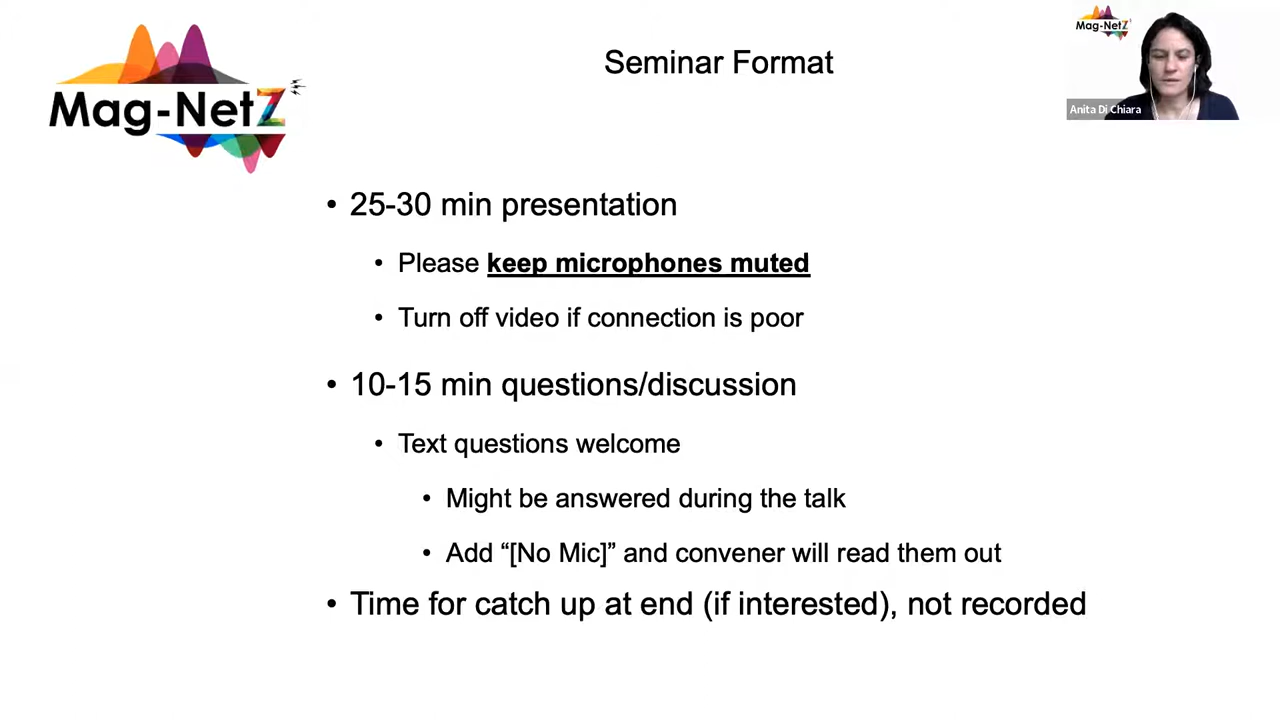 Seminar Format
Mag-NetZ
Mag-NetZ
Anita Di Chiara
• 25-30 min presentation
• Please keep microphones muted
• Turn off video if connection is poor
• 10-15 min questions/discussion
• Text questions welcome
• Might be answered during the talk
• Add “[No Mic]” and convener will read them out
• Time for catch up at end (if interested), not recorded